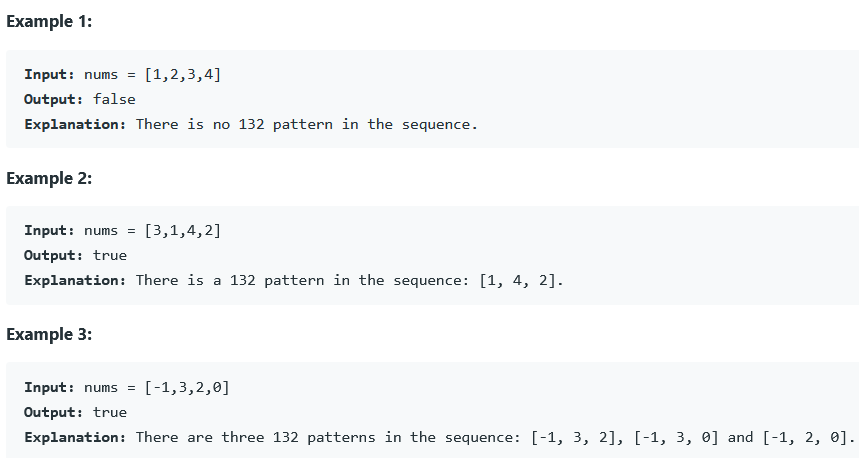 Example 1:
Input: nums = [1,2,3,4]
Output: false
Explanation: There is no 132 pattern in the sequence.
Example 2:
Input: nums = [3,1,4,2]
Output: true
Explanation: There is a 132 pattern in the sequence: [1, 4, 2].
Example 3:
Input: nums = [-1,3,2,0]
Output: true
Explanation: There are three 132 patterns in the sequence: [-1, 3, 2], [-1, 3, 0] and [-1, 2, 0].